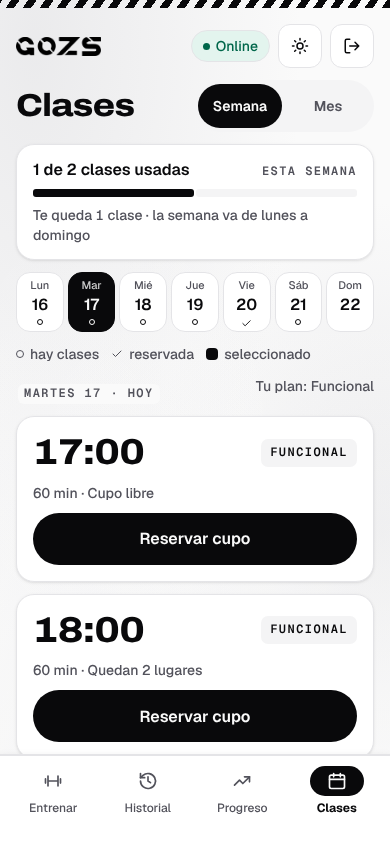 GOZS
Online
Clases
Semana
Mes
1 de 2 clases usadas
ESTA SEMANA
Te queda 1 clase · la semana va de lunes a
domingo
Lun Mar Mié Jue Vie Sáb Dom
16 17 18 19 20 21 22
hay clases reservada seleccionado
MARTES 17 · HOY
Tu plan: Funcional
17:00
FUNCIONAL
60 min · Cupo libre
Reservar cupo
18:00
FUNCIONAL
60 min · Quedan 2 lugares
Reservar cupo
Entrenar Historial Progreso Clases